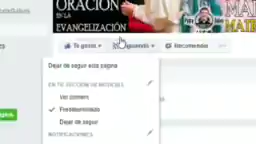 ORACIÓN
EN LA
EVANGELIZACIÓN
Te gusta
Siguiendo
Recomienda
Dejar de seguir esta página
EN TU SECCIÓN DE NOTICIAS
Ver primero
Predeterminado
Dejar de seguir
NOTIFICACIONES